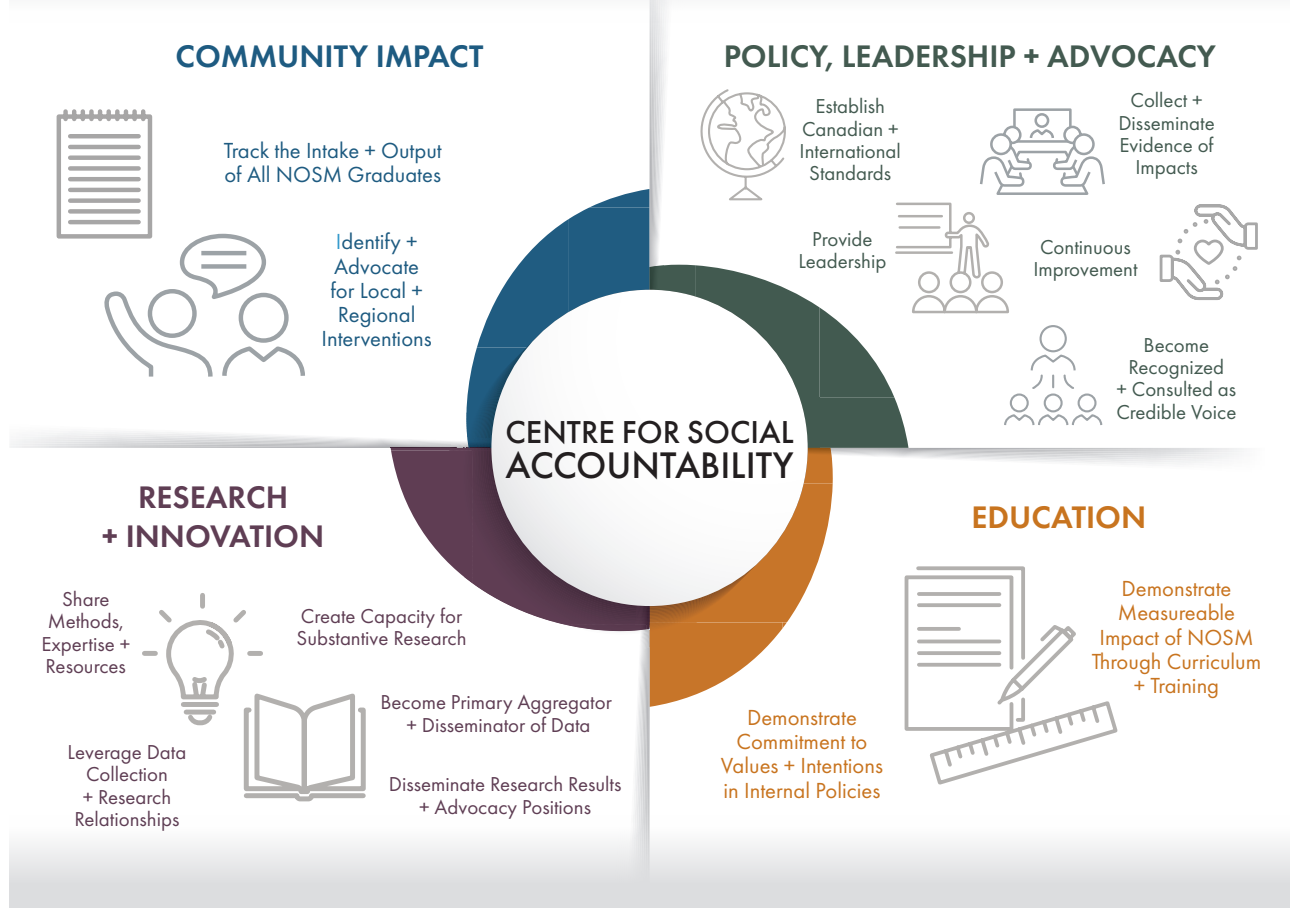 COMMUNITY IMPACT
Track the Intake + Output
of All NOSM Graduates
Identify +
Advocate
for Local +
Regional
Interventions
POLICY, LEADERSHIP + ADVOCACY
Establish
Canadian +
International
Standards
Collect +
Disseminate
Evidence of
Impacts
Provide
Leadership
Continuous
Improvement
Become
Recognized
+ Consulted as
Credible Voice
CENTRE FOR SOCIAL
ACCOUNTABILITY
RESEARCH
+ INNOVATION
Share
Methods,
Expertise +
Resources
Create Capacity for
Substantive Research
Become Primary Aggregator
+ Disseminator of Data
Leverage Data
Collection
+ Research
Relationships
Disseminate Research Results
+ Advocacy Positions
EDUCATION
Demonstrate
Measureable
Impact of NOSM
Through Curriculum
+ Training
Demonstrate
Commitment to
Values + Intentions
in Internal Policies